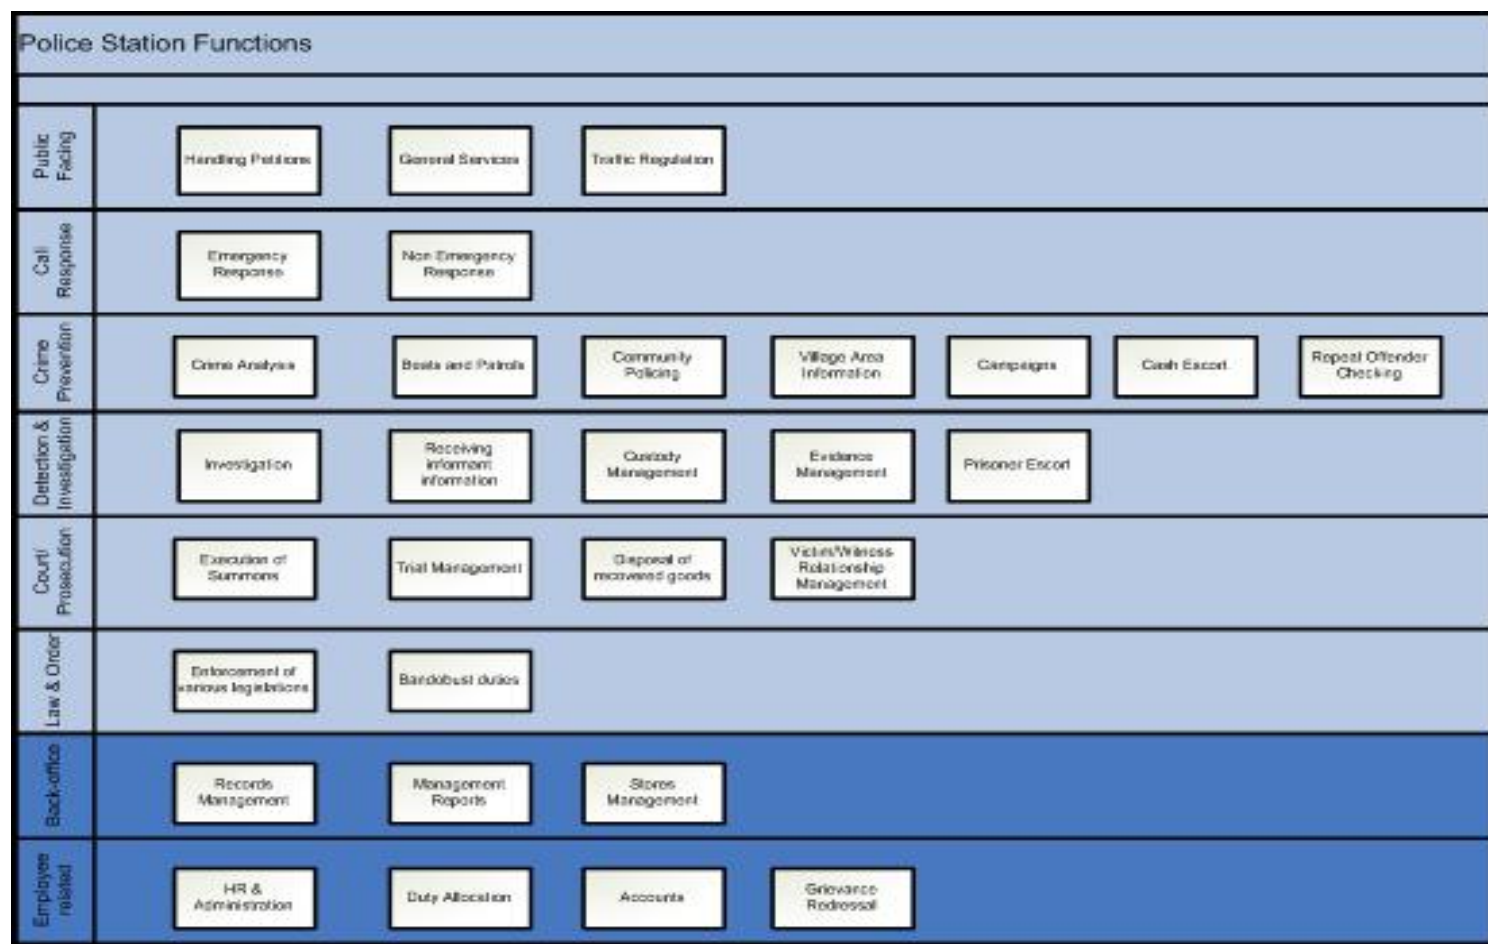 Police Station Functions
Public
Facing
Handling Petitions
General Services
Traffic Regulation
Call
Response
Emergency
Response
Non Emergency
Response
Crime
Prevention
Crime Analysis
Beats and Patrols
Community
Policing
Village Area
Information
Campaigns
Cash Escort
Repeat Offender
Checking
Detection &
Investigation
Investigation
Receiving
informant
information
Custody
Management
Evidence
Management
Prisoner Escort
Court/
Prosecution
Execution of
Summons
Trial Management
Disposal of
recovered goods
Victim/Witness
Relationship
Management
Law & Order
Enforcement of
various legislations
Bandobust duties
Back-office
Records
Management
Management
Reports
Stores
Management
Employee
related
HR &
Administration
Duty Allocation
Accounts
Grievance
Redressal